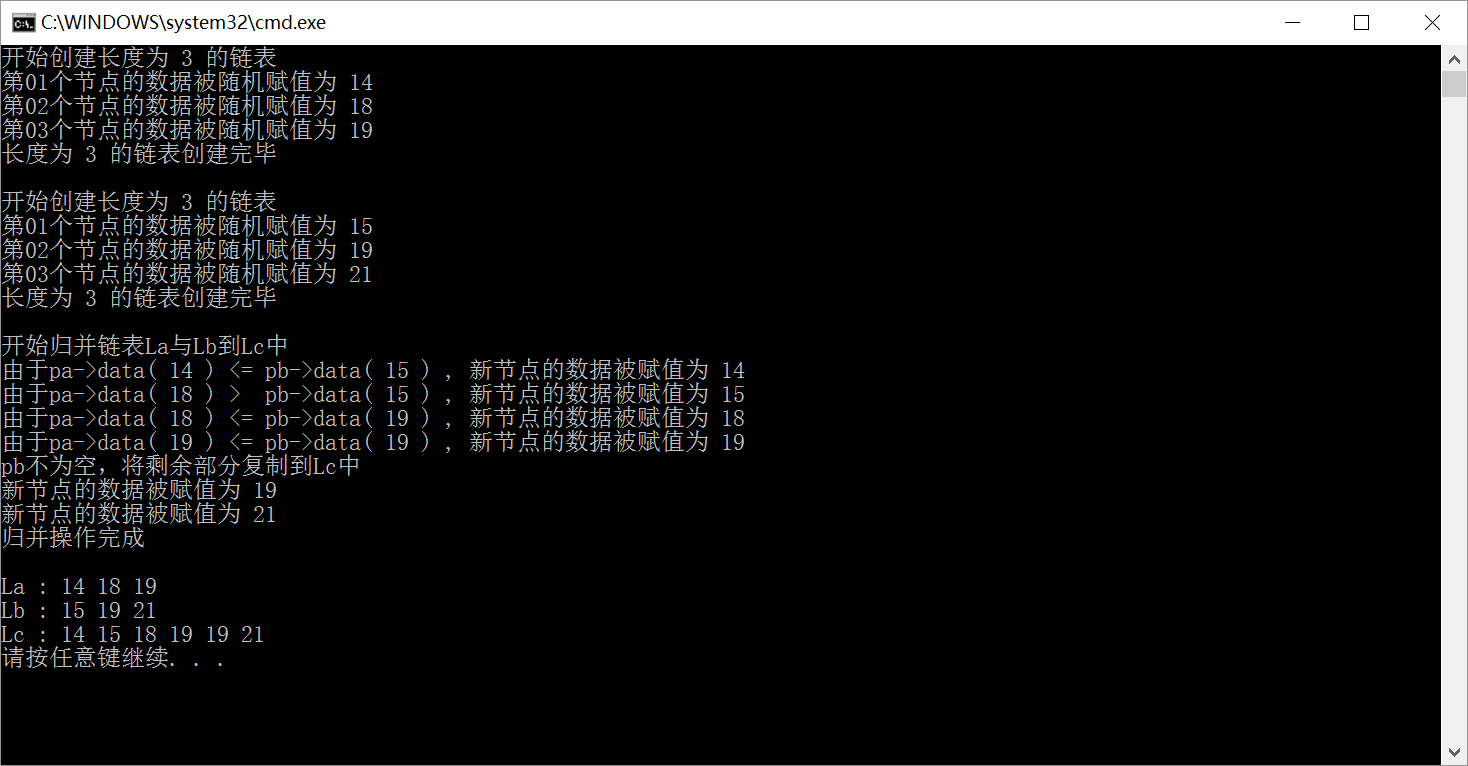 C:\WINDOWS\system32\cmd.exe
开始创建长度为 3 的链表
第01个节点的数据被随机赋值为 14
第02个节点的数据被随机赋值为 18
第03个节点的数据被随机赋值为 19
长度为 3 的链表创建完毕
开始创建长度为 3 的链表
第01个节点的数据被随机赋值为 15
第02个节点的数据被随机赋值为 19
第03个节点的数据被随机赋值为 21
长度为 3 的链表创建完毕
开始归并链表La与Lb到Lc中
由于pa->data( 14 ) <= pb->data( 15 ) , 新节点的数据被赋值为 14
由于pa->data( 18 ) >  pb->data( 15 ) , 新节点的数据被赋值为 15
由于pa->data( 18 ) <= pb->data( 19 ) , 新节点的数据被赋值为 18
由于pa->data( 19 ) <= pb->data( 19 ) , 新节点的数据被赋值为 19
pb不为空，将剩余部分复制到Lc中
新节点的数据被赋值为 19
新节点的数据被赋值为 21
归并操作完成
La : 14 18 19
Lb : 15 19 21
Lc : 14 15 18 19 19 21
请按任意键继续. . .